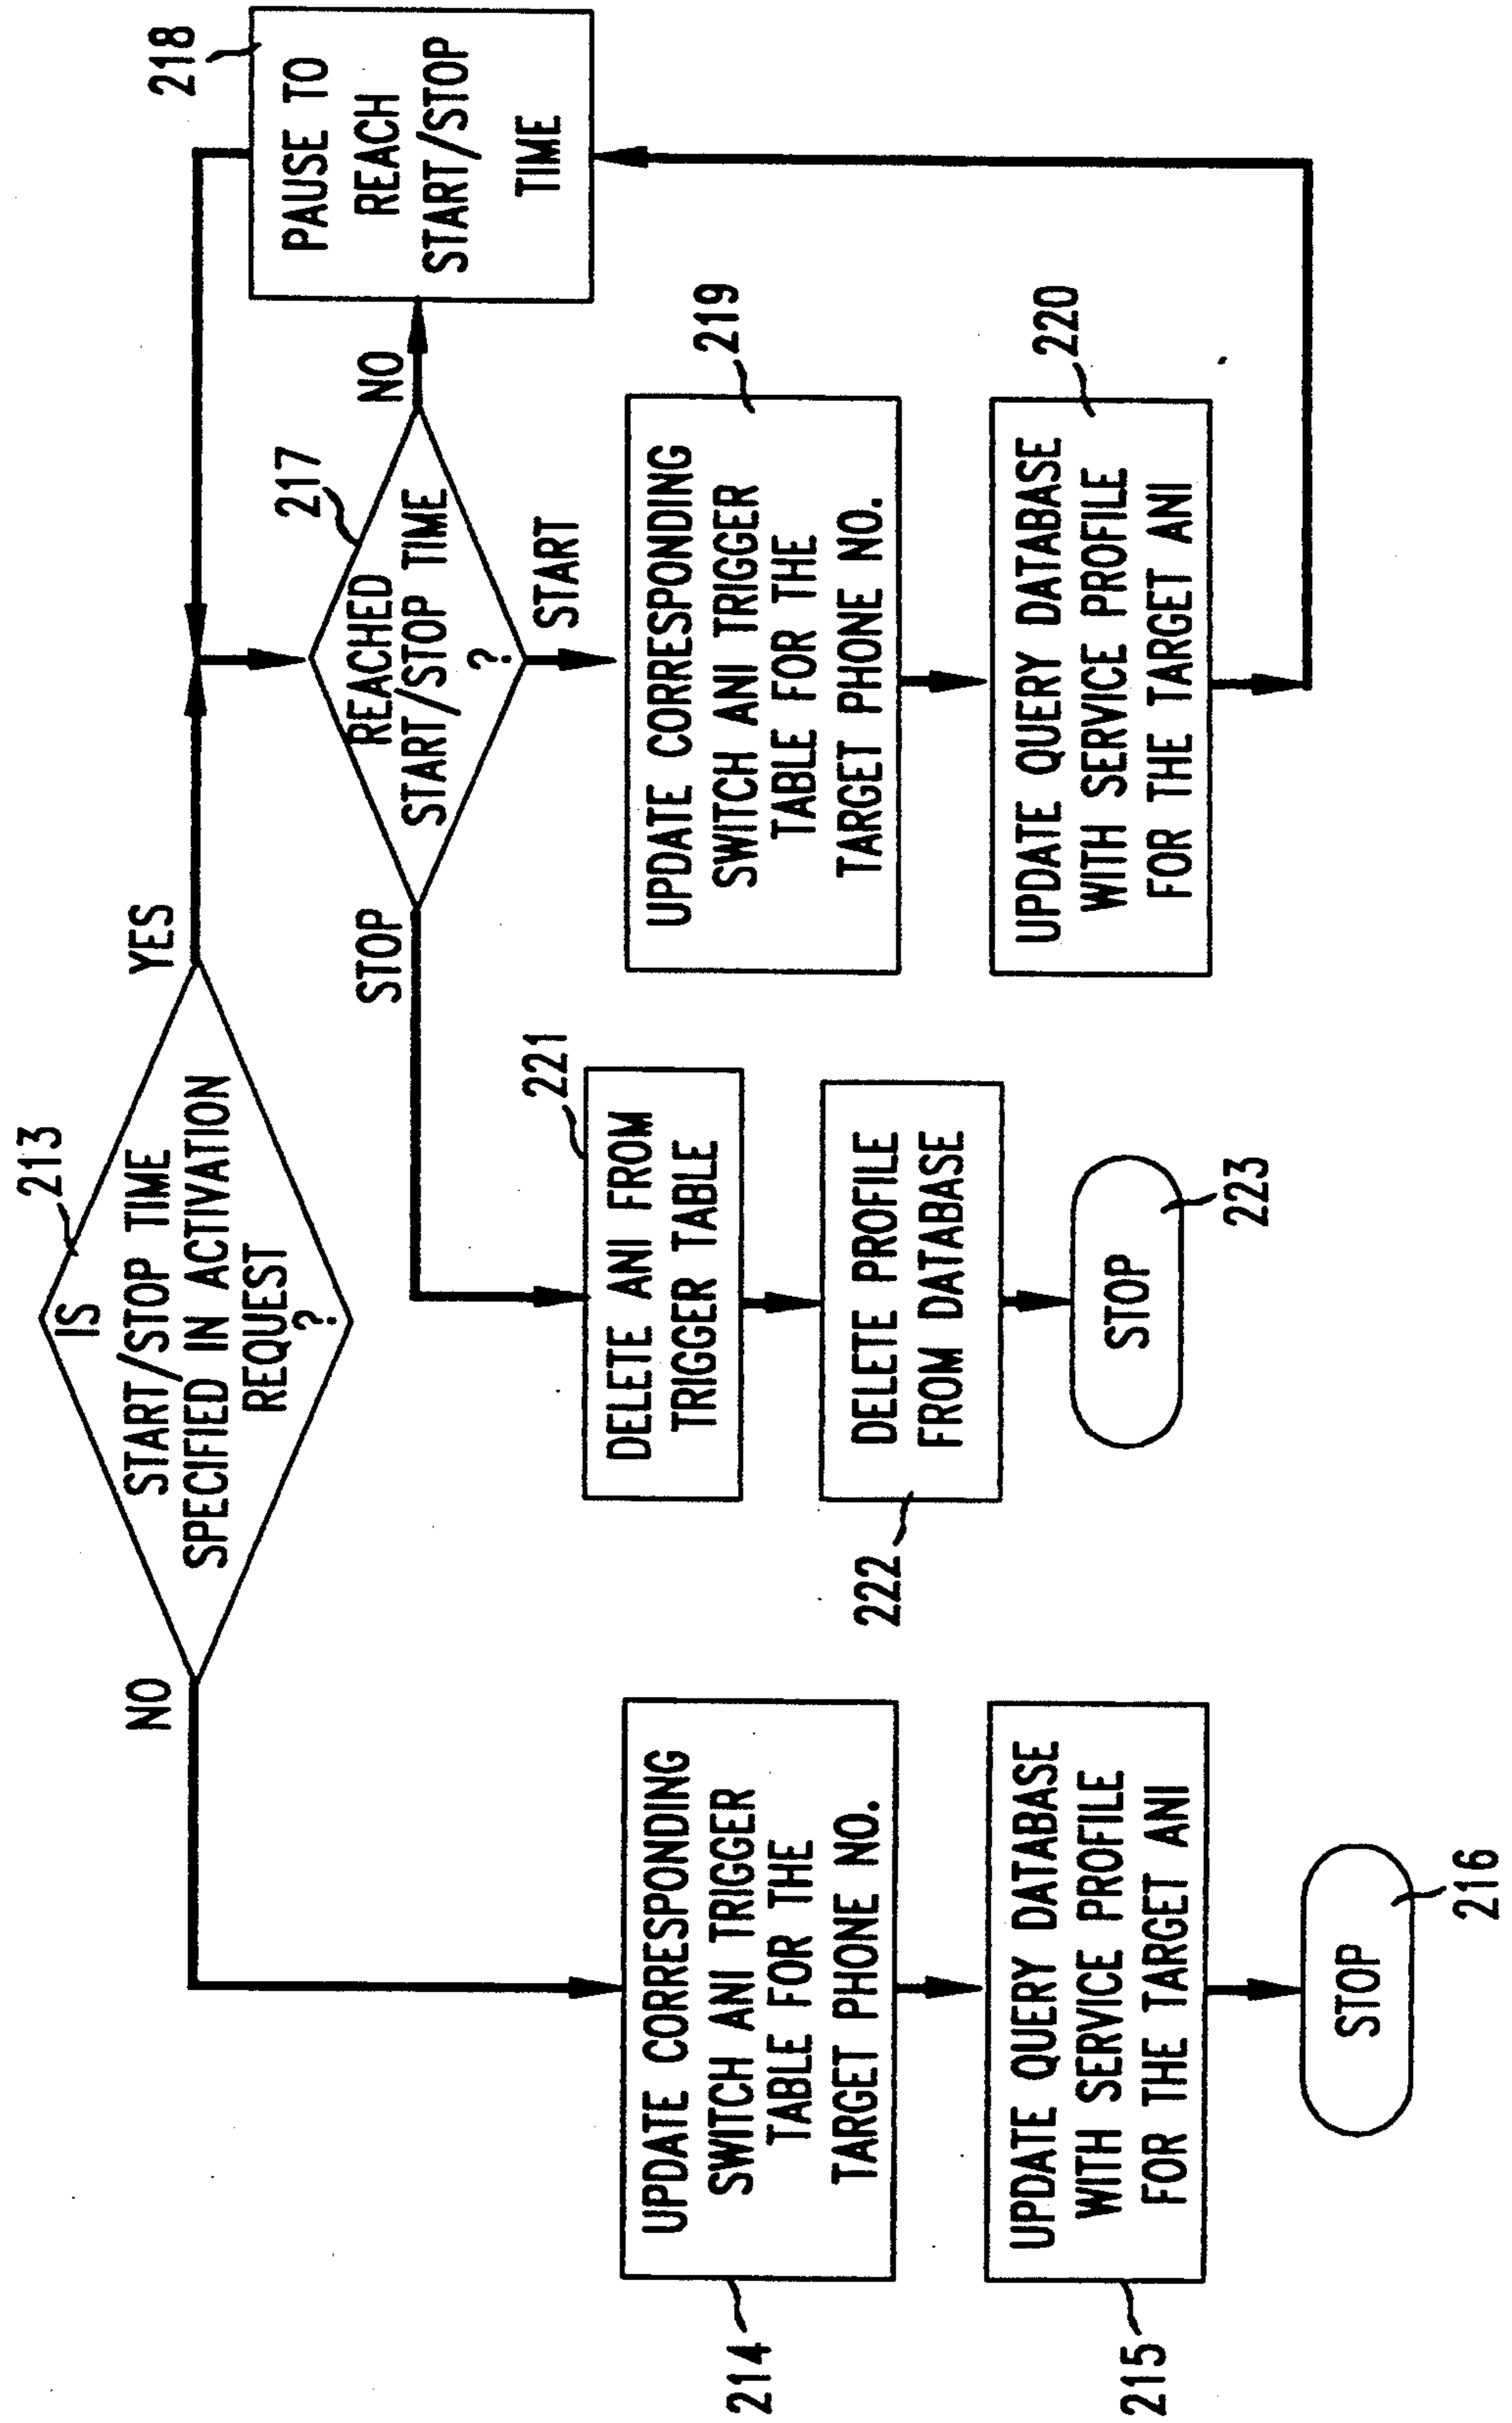 213
IS
START/STOP TIME
SPECIFIED IN ACTIVATION
REQUEST
?
NO
YES
214
UPDATE CORRESPONDING
SWITCH ANI TRIGGER
TABLE FOR THE
TARGET PHONE NO.
215
UPDATE QUERY DATABASE
WITH SERVICE PROFILE
FOR THE TARGET ANI
STOP
216
217
REACHED
START/STOP TIME
?
STOP
NO
START
218
PAUSE TO
REACH
START/STOP
TIME
219
UPDATE CORRESPONDING
SWITCH ANI TRIGGER
TABLE FOR THE
TARGET PHONE NO.
220
UPDATE QUERY DATABASE
WITH SERVICE PROFILE
FOR THE TARGET ANI
221
DELETE ANI FROM
TRIGGER TABLE
222
DELETE PROFILE
FROM DATABASE
STOP
223